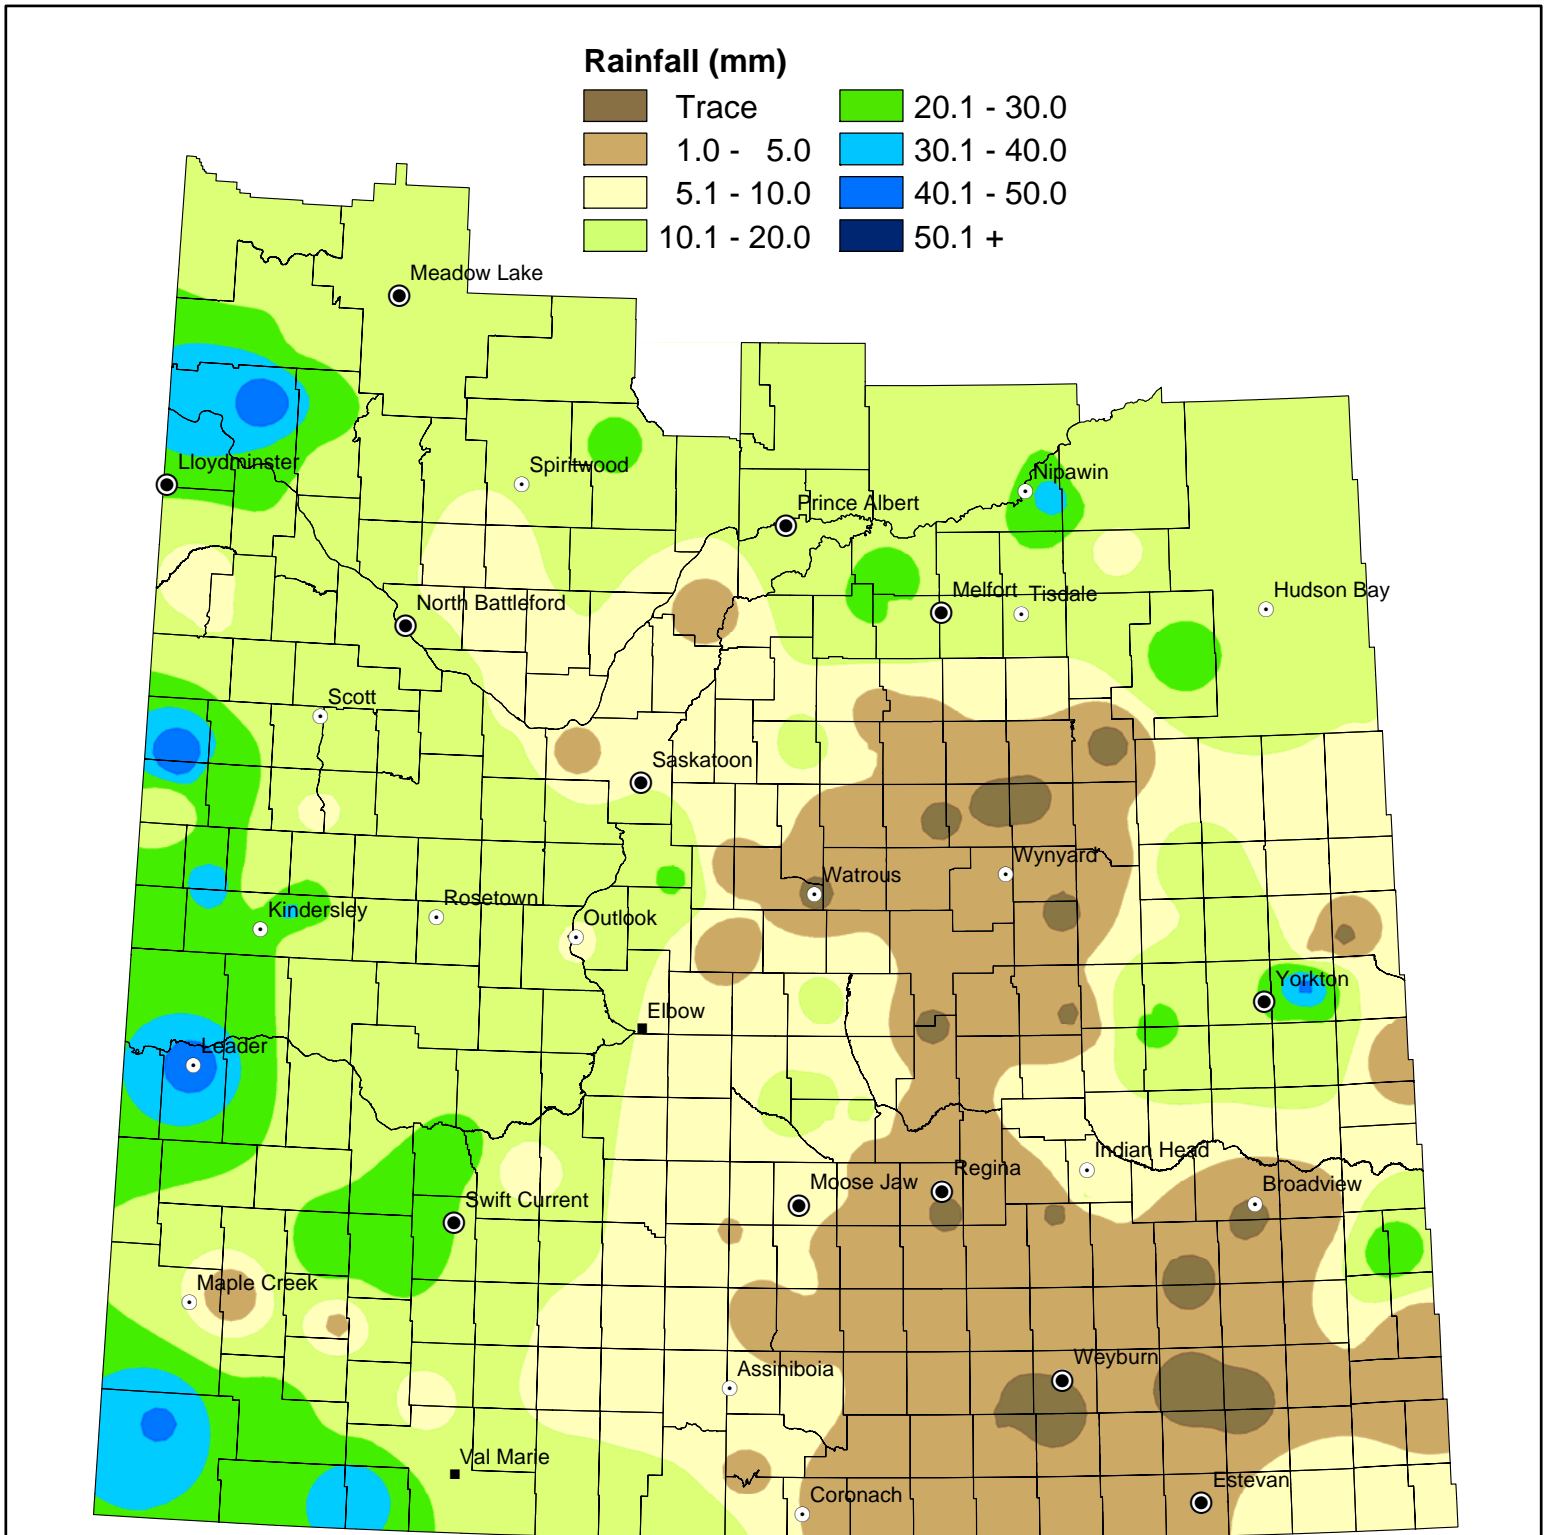 Rainfall (mm)
Trace
1.0 - 5.0
5.1 - 10.0
10.1 - 20.0
20.1 - 30.0
30.1 - 40.0
40.1 - 50.0
50.1 +
Meadow Lake
Lloydminster
Spiritwood
Nipawin
Prince Albert
North Battleford
Melfort
Tisdale
Hudson Bay
Scott
Saskatoon
Watrous
Wynyard
Kindersley
Rosetown
Outlook
Yorkton
Elbow
Leader
Indian Head
Regina
Moose Jaw
Broadview
Swift Current
Maple Creek
Assiniboia
Weyburn
Val Marie
Coronach
Estevan